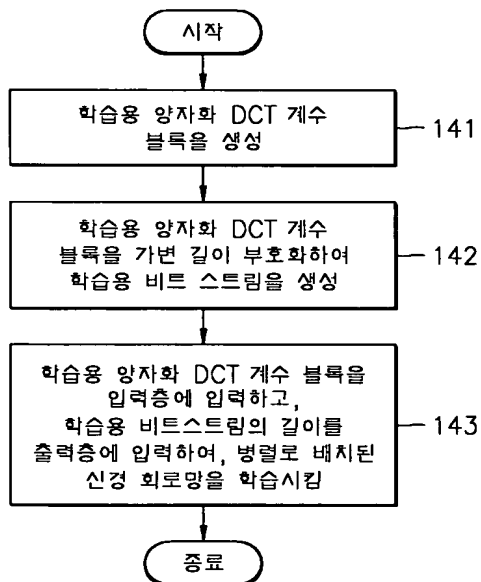 시작
학습용 양자화 DCT 계수
블록을 생성
141
학습용 양자화 DCT 계수
블록을 가변 길이 부호화하여
학습용 비트 스트림을 생성
142
학습용 양자화 DCT 계수 블록을
입력층에 입력하고,
학습용 비트스트림의 길이를
출력층에 입력하여, 병렬로 배치된
신경 회로망을 학습시킴
143
종료